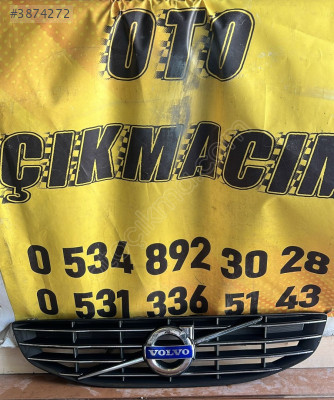 #3874272
OTO
ÇIKMACIM
0 534 892 30 28
0 531 336 51 43
VOLVO